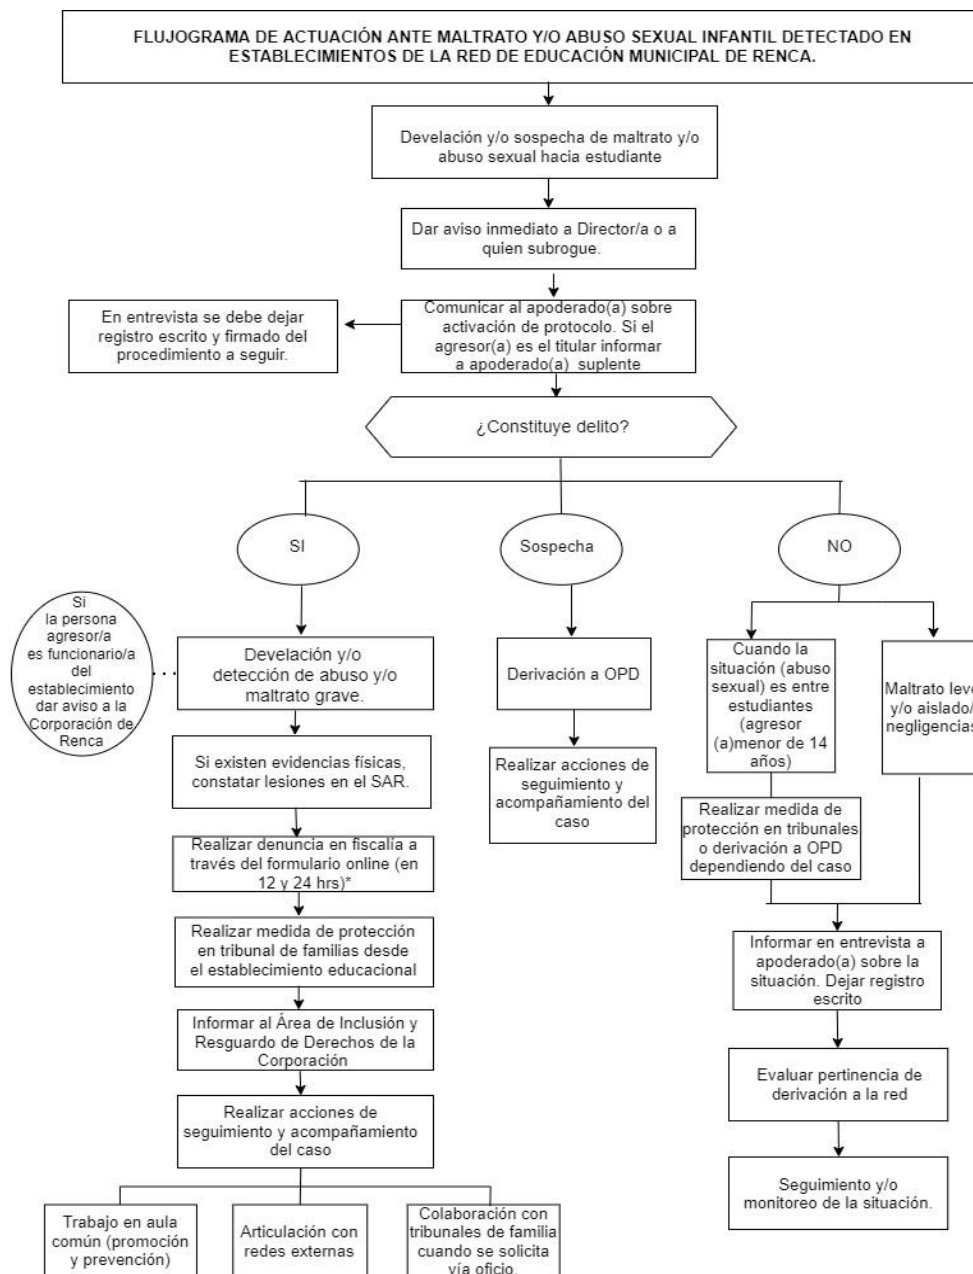 FLUJOGRAMA DE ACTUACIÓN ANTE MALTRATO Y/O ABUSO SEXUAL INFANTIL DETECTADO EN
ESTABLECIMIENTOS DE LA RED DE EDUCACIÓN MUNICIPAL DE RENCA.
Develación y/o sospecha de maltrato y/o
abuso sexual hacia estudiante
Dar aviso inmediato a Director/a o a
quien subrogue.
Comunicar al apoderado(a) sobre
activación de protocolo. Si el
agresor(a) es el titular informar
a apoderado(a) suplente
En entrevista se debe dejar
registro escrito y firmado del
procedimiento a seguir.
¿Constituye delito?
SI
Si
la persona
agresor/a
es funcionario/a
del
establecimiento
dar aviso a la
Corporación de
Renca
Develación y/o
detección de abuso y/o
maltrato grave.
Si existen evidencias físicas,
constatar lesiones en el SAR.
Realizar denuncia en fiscalía a
través del formulario online (en
12 y 24 hrs)*
Realizar medida de protección
en tribunal de familias desde
el establecimiento educacional
Informar al Área de Inclusión y
Resguardo de Derechos de la
Corporación
Realizar acciones de
seguimiento y acompañamiento
del caso
Trabajo en aula
común (promoción
y prevención)
Articulación con
redes externas
Colaboración con
tribunales de familia
cuando se solicita
vía oficio.
Sospecha
Derivación a OPD
Realizar acciones de
seguimiento y
acompañamiento del
caso
NO
Cuando la
situación (abuso
sexual) es entre
estudiantes
(agresor
(a)menor de 14
años)
Realizar medida de
protección en tribunales
o derivación a OPD
dependiendo del caso
Maltrato leve
y/o aislado/
negligencias
Informar en entrevista a
apoderado(a) sobre la
situación. Dejar registro
escrito
Evaluar pertinencia de
derivación a la red
Seguimiento y/o
monitoreo de la situación.